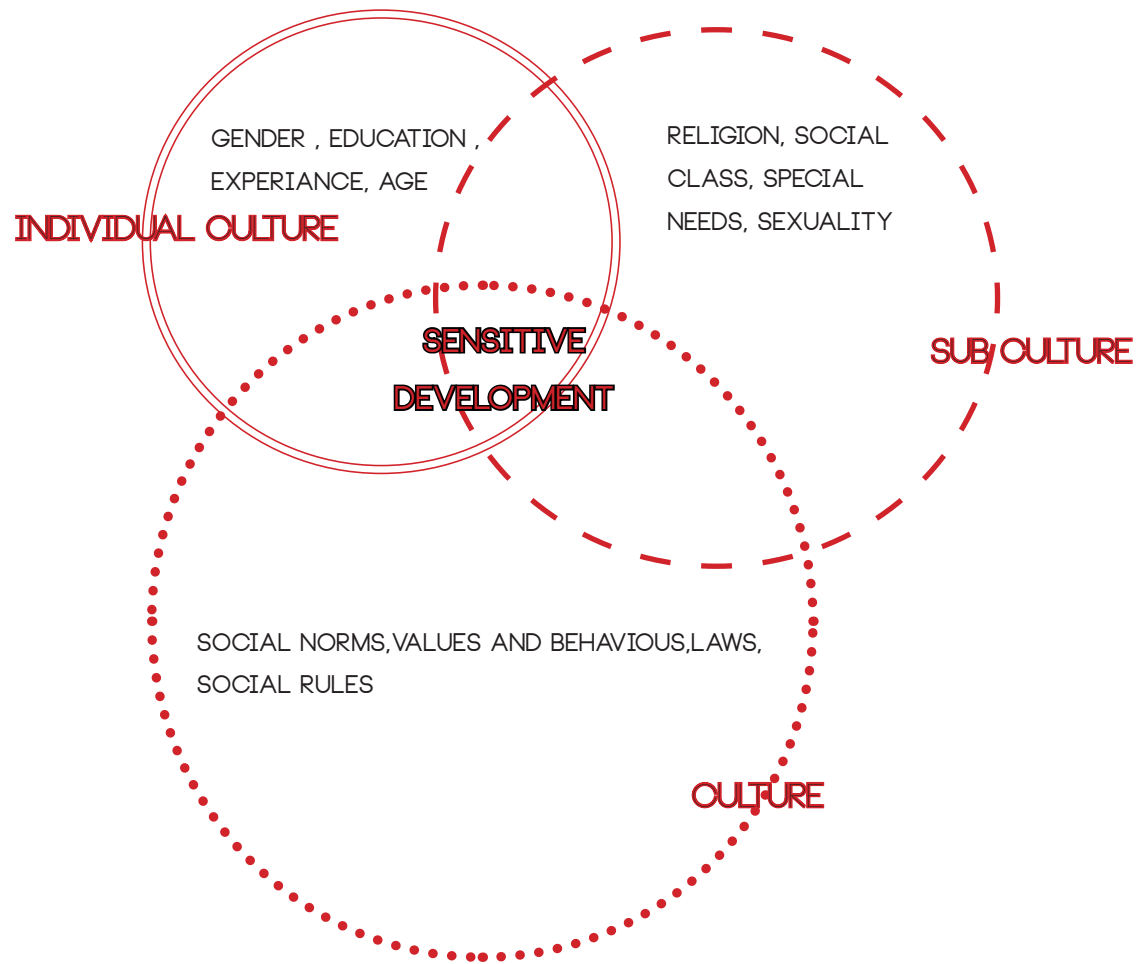 GENDER , EDUCATION ,
EXPERIANCE, AGE
INDIVIDUAL CULTURE
RELIGION, SOCIAL
CLASS, SPECIAL
NEEDS, SEXUALITY
SENSITIVE
DEVELOPMENT
SUB CULTURE
SOCIAL NORMS,VALUES AND BEHAVIOUS,LAWS,
SOCIAL RULES
CULTURE